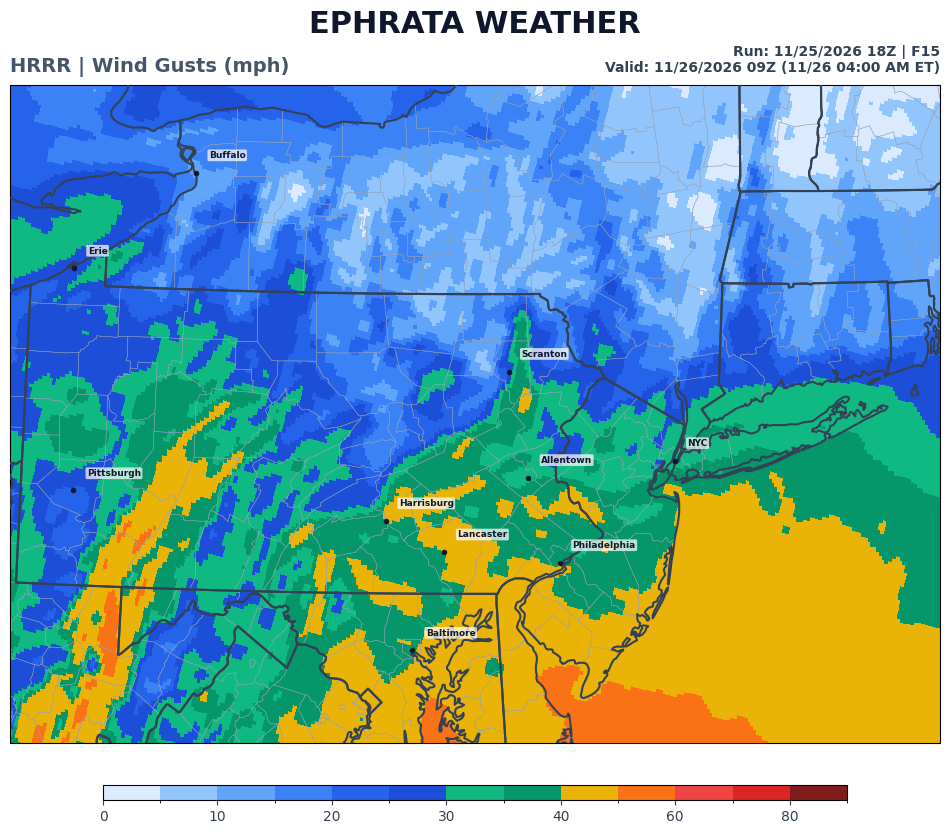 EPHRATA WEATHER
Run: 11/25/2026 18Z | F15
HRRR | Wind Gusts (mph)
Valid: 11/26/2026 09Z (11/26 04:00 AM ET)
Buffalo
Erie
Scranton
NYC
Allentown
Pittsburgh
Harrisburg
Lancaster
Philadelphia
Baltimore
0 10 20 30 40 50 60 70 80